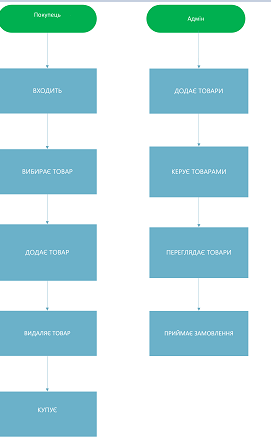 Покупець
ВХОДИТЬ
ВИБИРАЄ ТОВАР
ДОДАЄ ТОВАР
ВИДАЛЯЄ ТОВАР
КУПУЄ
Адмін
ДОДАЄ ТОВАРИ
КЕРУЄ ТОВАРАМИ
ПЕРЕГЛЯДАЄ ТОВАРИ
ПРИЙМАЄ ЗАМОВЛЕННЯ